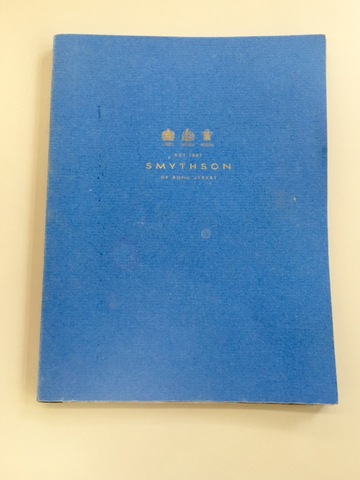 EST 1887
SMYTHSON
OF BOND STREET